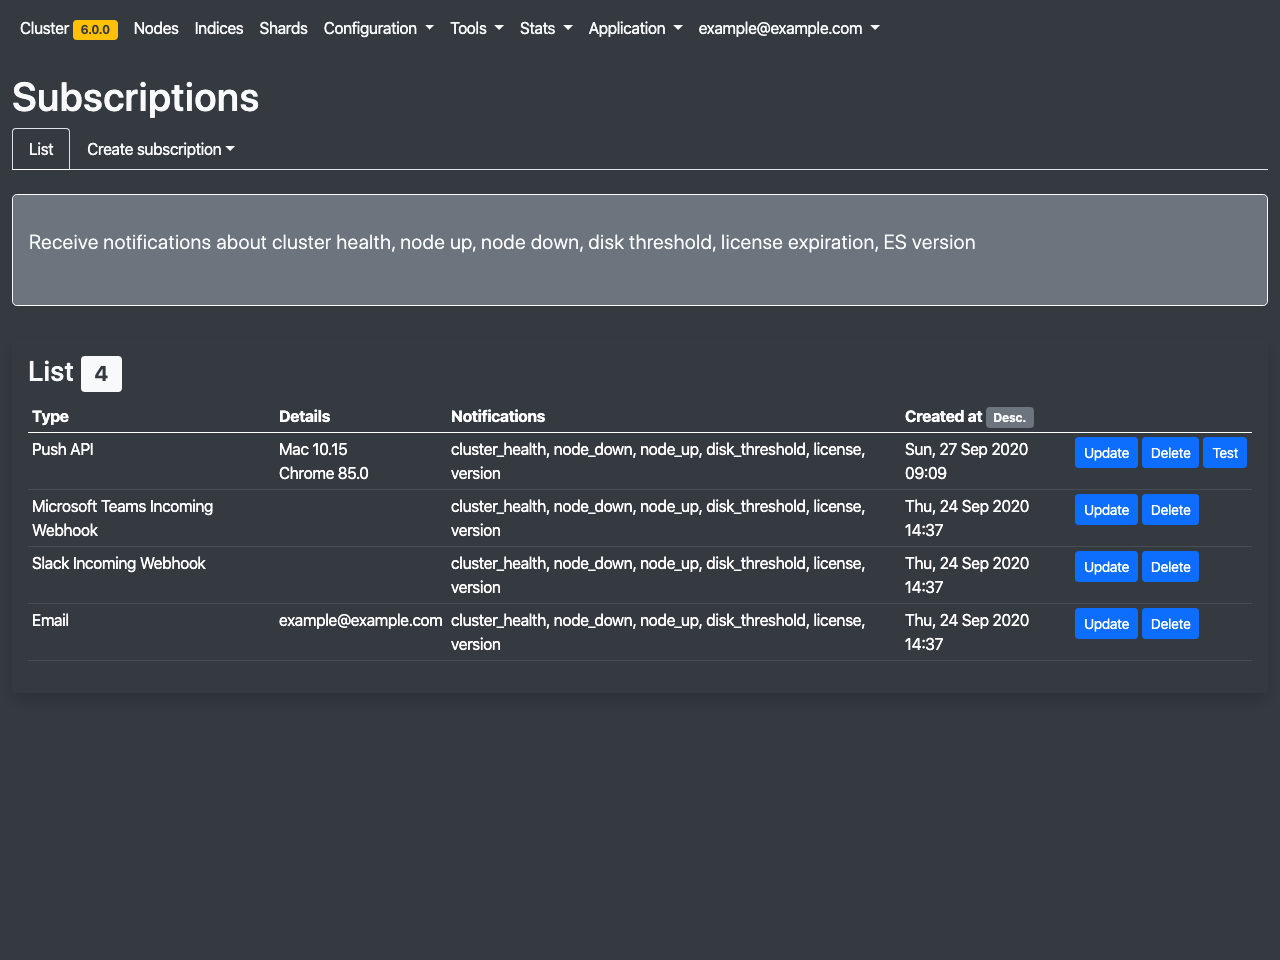 Cluster 6.0.0 Nodes Indices Shards Configuration Tools Stats Application example@example.com
Subscriptions
List Create subscription
Receive notifications about cluster health, node up, node down, disk threshold, license expiration, ES version
List 4
Type Details Notifications Created at Desc.
Push API Mac 10.15 cluster_health, node_down, node_up, disk_threshold, license, Sun, 27 Sep 2020 Update Delete Test
Chrome 85.0 version 09:09
Microsoft Teams Incoming cluster_health, node_down, node_up, disk_threshold, license, Thu, 24 Sep 2020 Update Delete
Webhook version 14:37
Slack Incoming Webhook cluster_health, node_down, node_up, disk_threshold, license, Thu, 24 Sep 2020 Update Delete
version 14:37
Email example@example.com cluster_health, node_down, node_up, disk_threshold, license, Thu, 24 Sep 2020 Update Delete
version 14:37